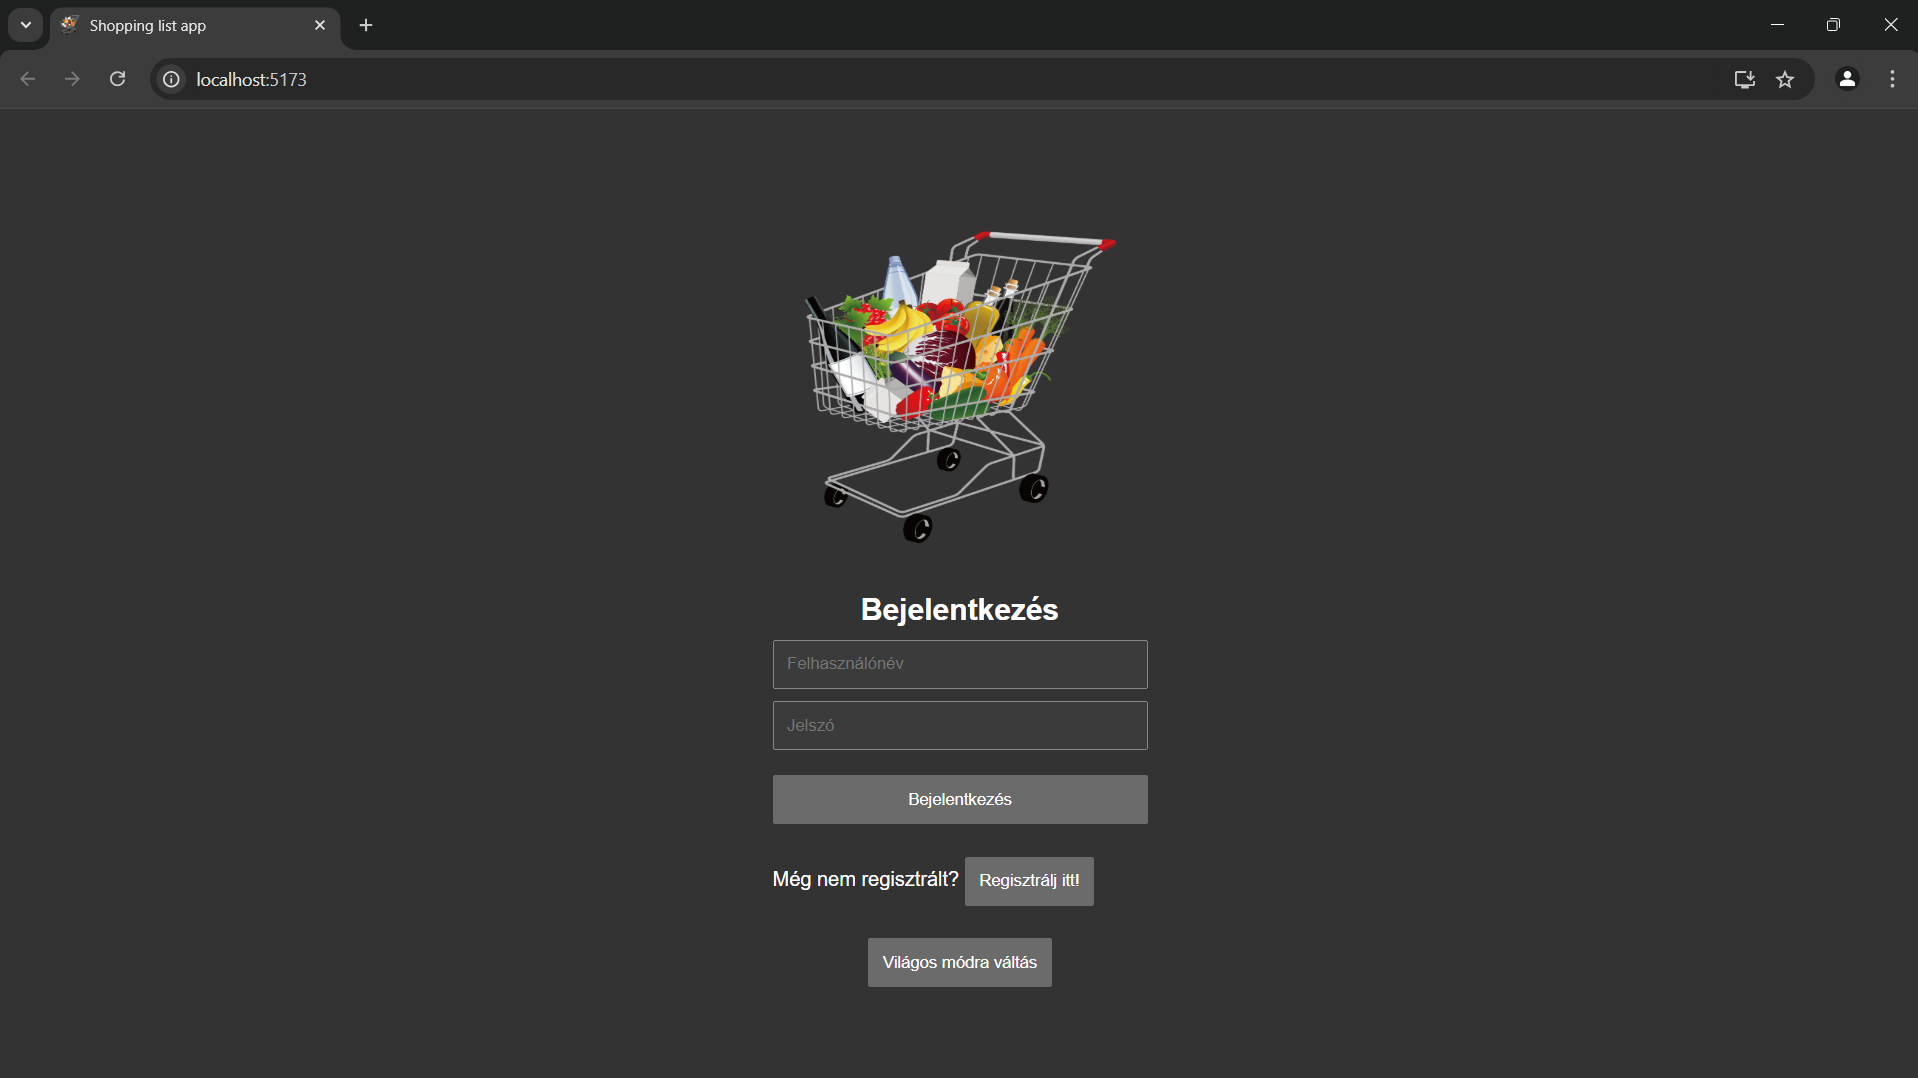 Shopping list app
localhost:5173
Bejelentkezés
Felhasználónév
Jelszó
Bejelentkezés
Még nem regisztrált? Regisztrálj itt!
Világos módra váltás